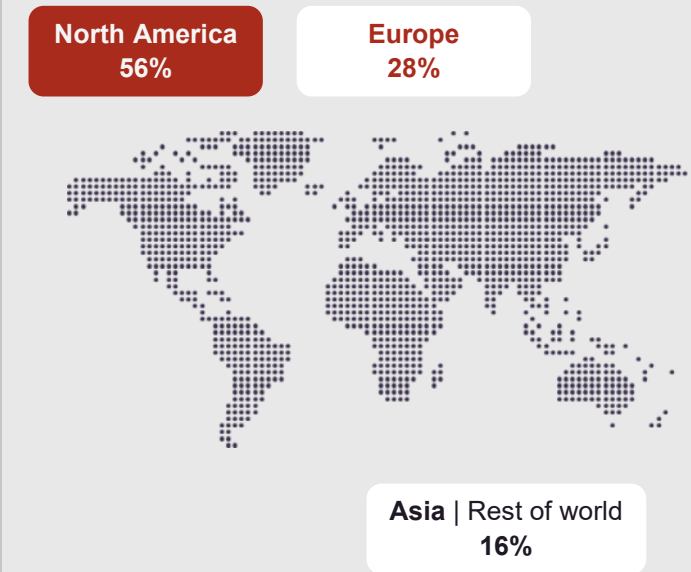 North America
56%
Europe
28%
Asia | Rest of world
16%